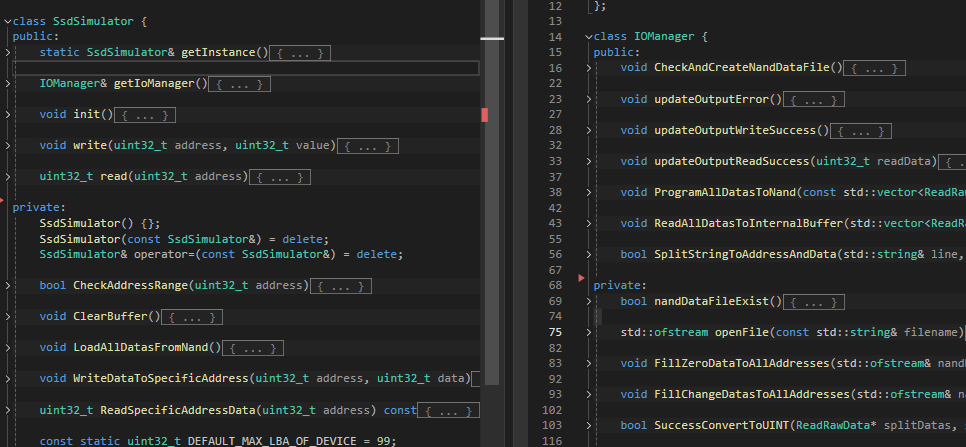 class SsdSimulator {
public:
static SsdSimulator& getInstance() { ... }
IOManager& getIoManager() { ... }
void init() { ... }
void write(uint32_t address, uint32_t value) { ... }
uint32_t read(uint32_t address) { ... }
private:
SsdSimulator() {};
SsdSimulator(const SsdSimulator&) = delete;
SsdSimulator& operator=(const SsdSimulator&) = delete;
bool CheckAddressRange(uint32_t address) { ... }
void ClearBuffer() { ... }
void LoadAllDatasFromNand() { ... }
void WriteDataToSpecificAddress(uint32_t address, uint32_t data)
uint32_t ReadSpecificAddressData(uint32_t address) const { ... }
const static uint32_t DEFAULT_MAX_LBA_OF_DEVICE = 99;
12 };
13
14 class IOManager {
15 public:
16 void CheckAndCreateNandDataFile() { ... }
22
23 void updateOutputError() { ... }
27
28 void updateOutputWriteSuccess() { ... }
32
33 void updateOutputReadSuccess(uint32_t readData) { ..
37
38 void ProgramAllDatasToNand(const std::vector<ReadRa
42
43 void ReadAllDatasToInternalBuffer(std::vector<ReadR
55
56 bool SplitStringToAddressAndData(std::string& line,
67
68 private:
69 bool nandDataFileExist() { ... }
74
75 std::ofstream openFile(const std::string& filename)
82
83 void FillZeroDataToAllAddresses(std::ofstream& nand
92
93 void FillChangeDatasToAllAddresses(std::ofstream& n
102
103 bool SuccessConvertToUINT(ReadRawData* splitDatas,
116